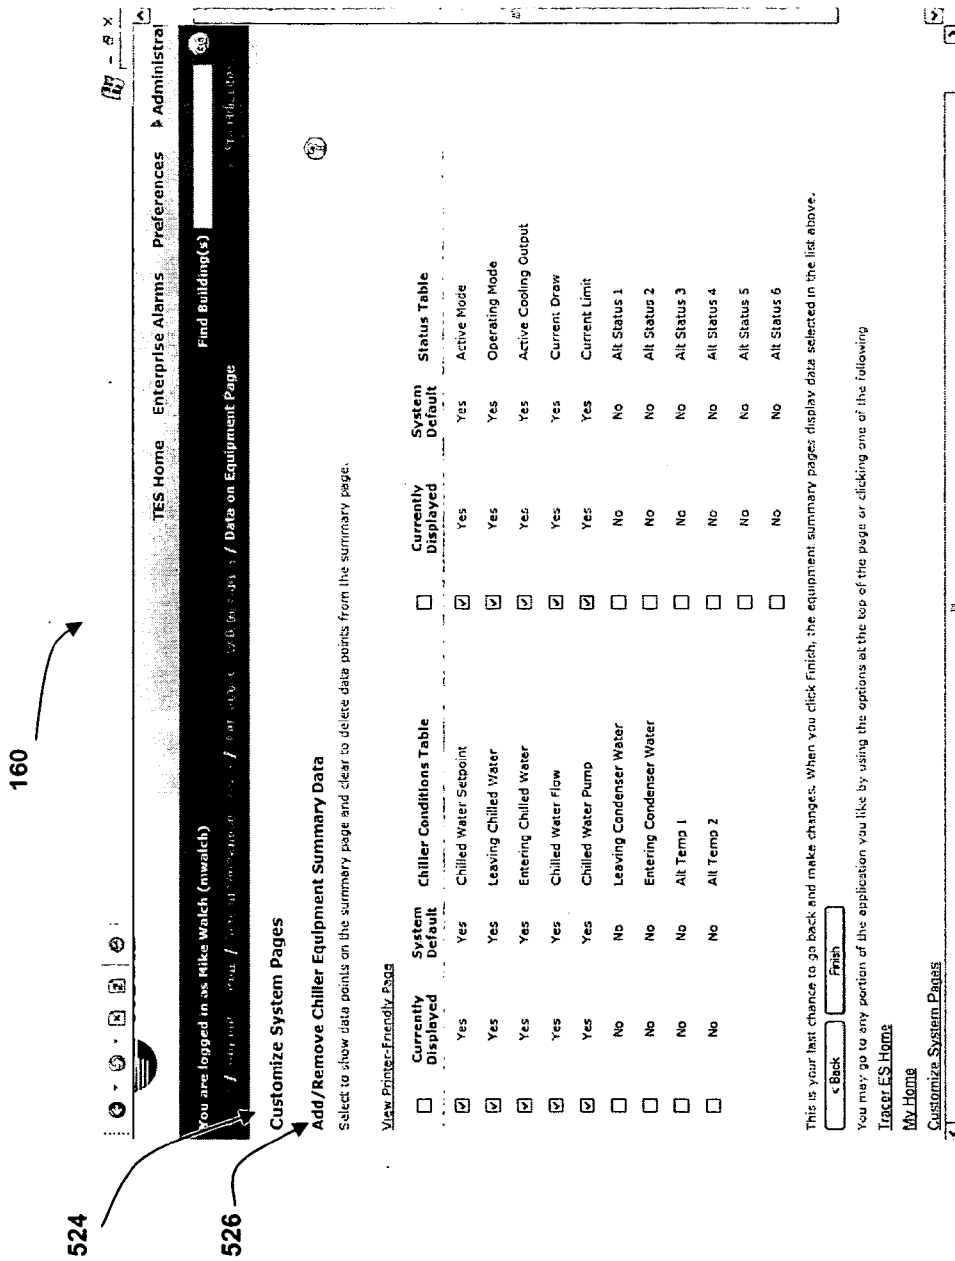 160
524
526
TES Home Enterprise Alarms Preferences Administrat
You are logged in as Mike Walch (mwalch) Find Building(s)
/ Data on Equipment Page
Customize System Pages
Add/Remove Chiller Equipment Summary Data
Select to show data points on the summary page and clear to delete data points from the summary page.
View Printer-Friendly Page
Currently Displayed System Default Chiller Conditions Table Currently Displayed System Default Status Table
Yes Yes Chilled Water Setpoint Yes Yes Active Mode
Yes Yes Leaving Chilled Water Yes Yes Operating Mode
Yes Yes Entering Chilled Water Yes Yes Active Cooling Output
Yes Yes Chilled Water Flow Yes Yes Current Draw
Yes Yes Chilled Water Pump Yes Yes Current Limit
No No Leaving Condenser Water No No Alt Status 1
No No Entering Condenser Water No No Alt Status 2
No No Alt Temp 1 No No Alt Status 3
No No Alt Temp 2 No No Alt Status 4
No No Alt Status 5
No No Alt Status 6
This is your last chance to go back and make changes. When you click Finish, the equipment summary pages display data selected in the list above.
< Back Finish
You may go to any portion of the application you like by using the options at the top of the page or clicking one of the following
Tracer ES Home
My Home
Customize System Pages